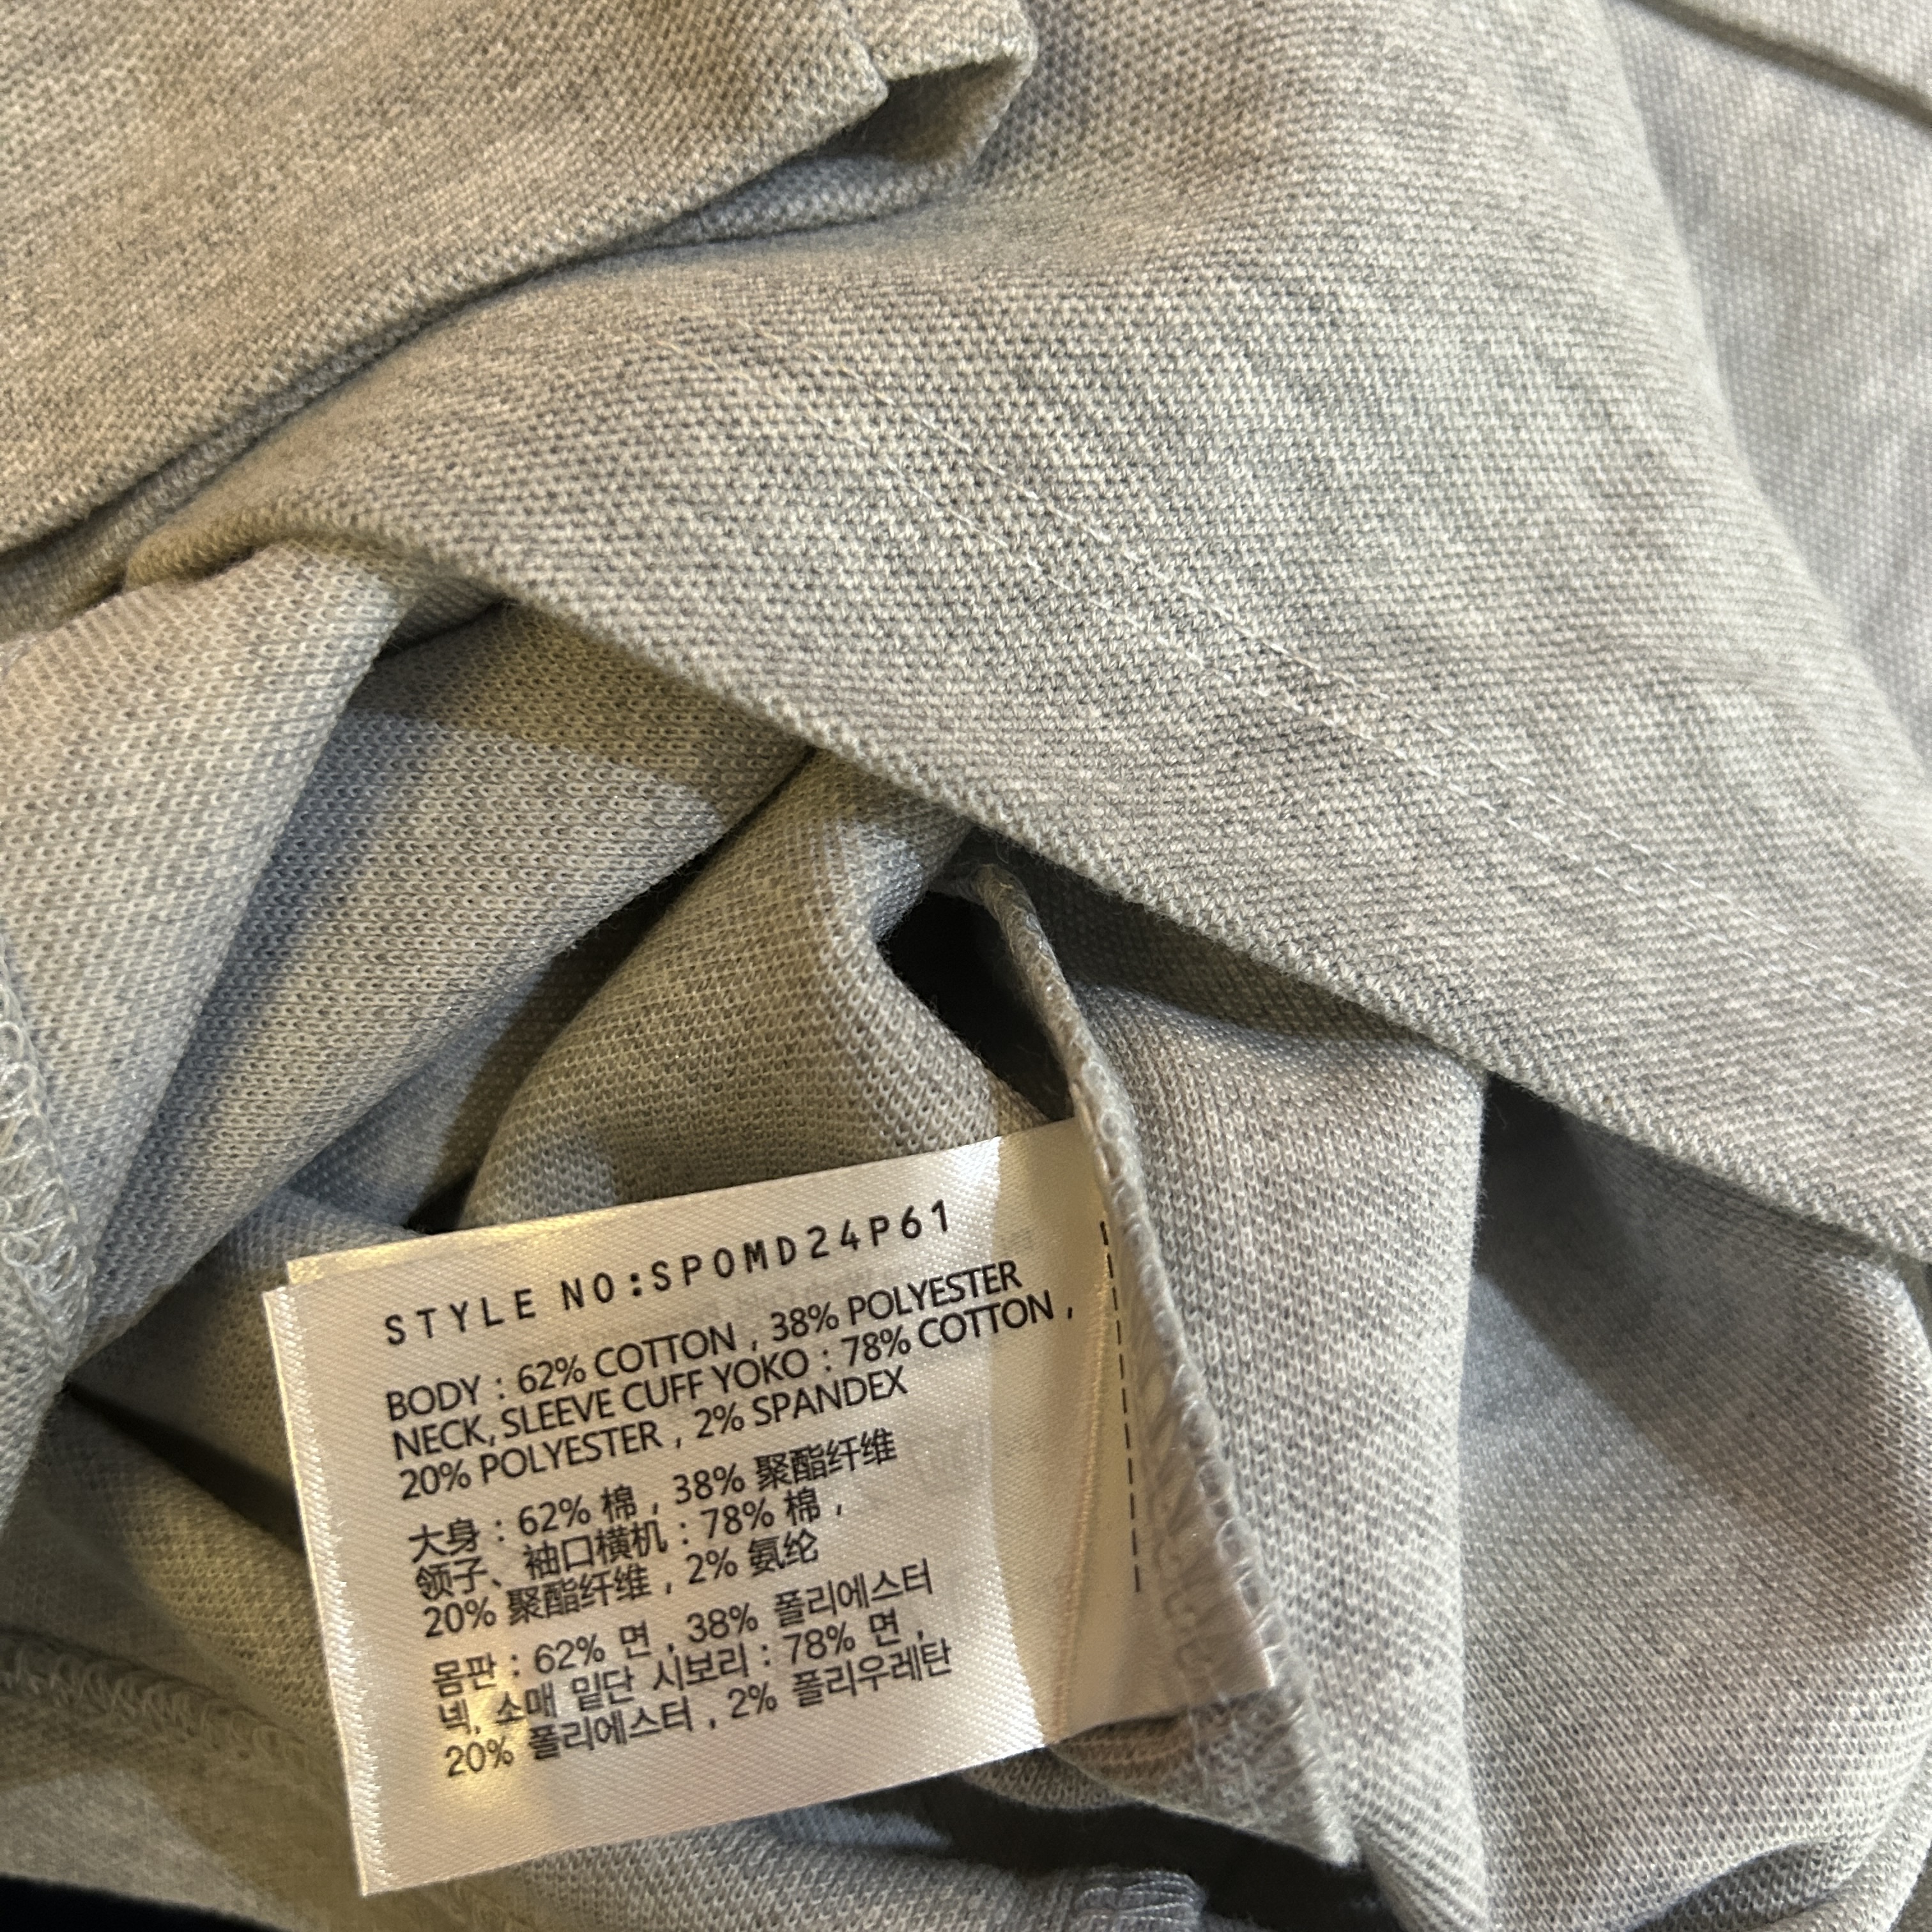 STYLE NO:SPOMD24P61
BODY : 62% COTTON , 38% POLYESTER
NECK, SLEEVE CUFF YOKO : 78% COTTON ,
20% POLYESTER , 2% SPANDEX
大身 : 62% 棉 , 38% 聚酯纤维
领子、袖口横机 : 78% 棉 ,
20% 聚酯纤维 , 2% 氨纶
몸판 : 62% 면 , 38% 폴리에스터
넥, 소매 밑단 시보리 : 78% 면 ,
20% 폴리에스터 , 2% 폴리우레탄